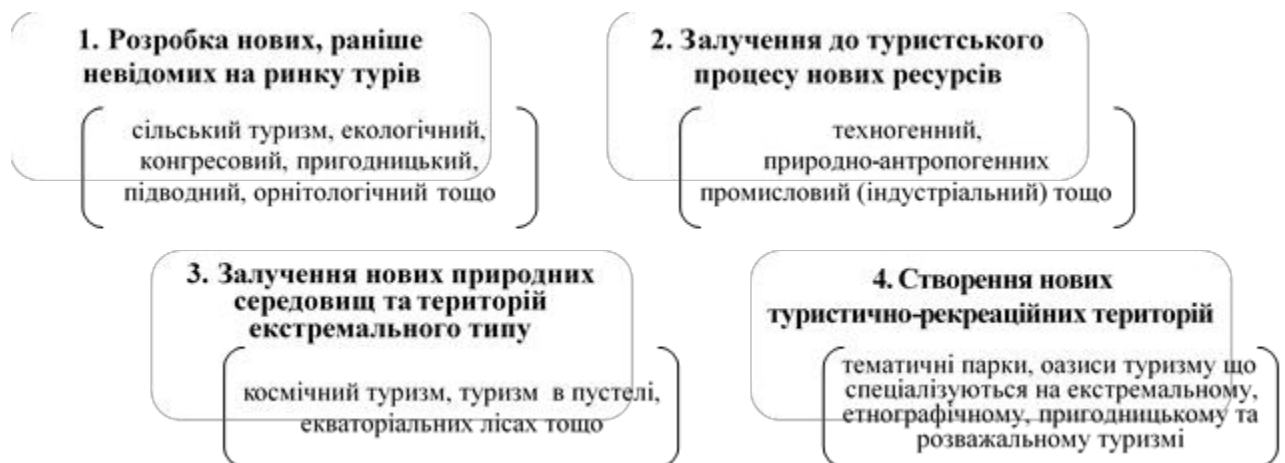 1. Розробка нових, раніше
невідомих на ринку турів
сільський туризм, екологічний,
конгресовий, пригодницький,
підводний, орнітологічний тощо
2. Залучення до туристського
процесу нових ресурсів
техногенний,
природно-антропогенних
промисловий (індустріальний) тощо
3. Залучення нових природних
середовищ та територій
екстремального типу
космічний туризм, туризм в пустелі,
екваторіальних лісах тощо
4. Створення нових
туристично-рекреаційних територій
тематичні парки, оазиси туризму що
спеціалізуються на екстремальному,
етнографічному, пригодницькому та
розважальному туризмі